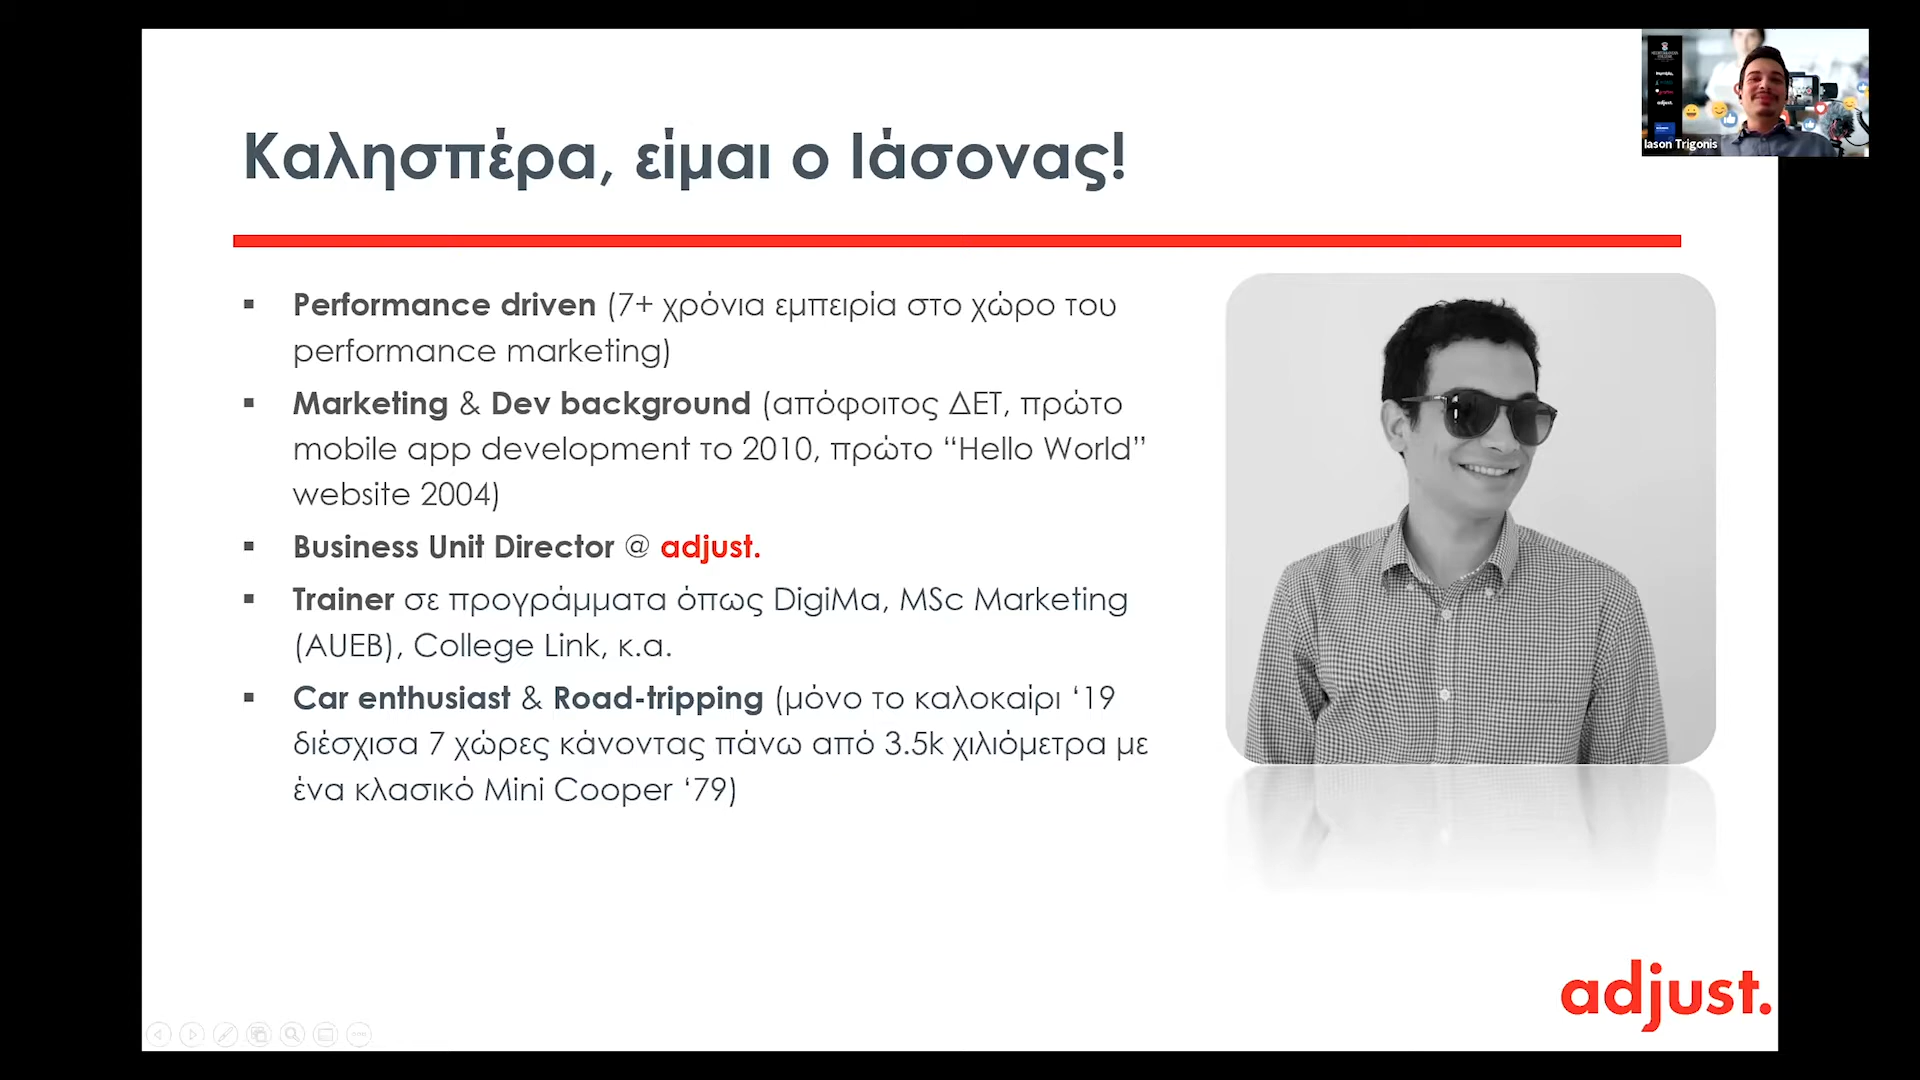 Καλησπέρα, είμαι ο Ιάσονας!
▪ Performance driven (7+ χρόνια εμπειρία στο χώρο του
performance marketing)
▪ Marketing & Dev background (απόφοιτος ΔΕΤ, πρώτο
mobile app development το 2010, πρώτο “Hello World”
website 2004)
▪ Business Unit Director @ adjust.
▪ Trainer σε προγράμματα όπως DigiMa, MSc Marketing
(AUEB), College Link, κ.α.
▪ Car enthusiast & Road-tripping (μόνο το καλοκαίρι ‘19
διέσχισα 7 χώρες κάνοντας πάνω από 3.5k χιλιόμετρα με
ένα κλασικό Mini Cooper ‘79)
adjust.
Iason Trigonis
adjust.